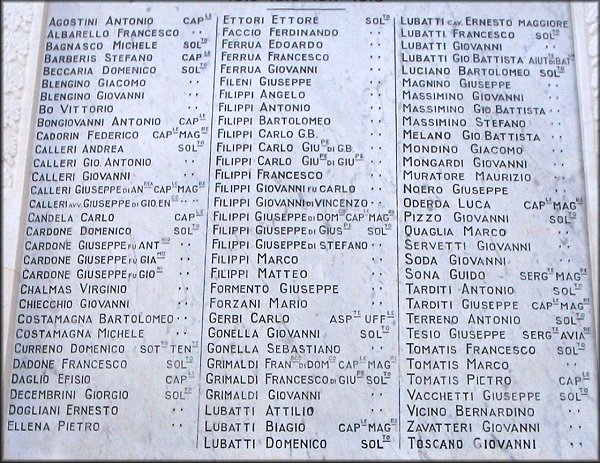 AGOSTINI ANTONIO CAP.LE
ALBARELLO FRANCESCO ''
BAGNASCO MICHELE SOL.TO
BARBERIS STEFANO CAP.LE
BECCARIA DOMENICO SOL.TO
BLENGINO GIACOMO ''
BLENGINO GIOVANNI ''
BO VITTORIO ''
BONGIOVANNI ANTONIO CAP.LE
CADORIN FEDERICO CAP.LE MAG.RE
CALLERI ANDREA SOL.TO
CALLERI GIO. ANTONIO ''
CALLERI GIOVANNI ''
CALLERI GIUSEPPE DI AN.REA CAP.LE MAG.RE
CALLERI AVV. GIUSEPPE DI GIO EN.CO ''
CANDELA CARLO CAP.LE
CARDONE DOMENICO SOL.TO
CARDONE GIUSEPPE FU ANT.NIO ''
CARDONE GIUSEPPE FU GIA.MO ''
CARDONE GIUSEPPE FU GIO.NI ''
CHALMAS VIRGINIO ''
CHIECCHIO GIOVANNI ''
COSTAMAGNA BARTOLOMEO ''
COSTAMAGNA MICHELE ''
CURRENO DOMENICO SOT.TO TEN.TE
DADONE FRANCESCO SOL.TO
DAGLIO EFISIO CAP.LE
DECEMBRINI GIORGIO SOL.TO
DOGLIANI ERNESTO ''
ELLENA PIETRO ''
ETTORI ETTORE SOL.TO
FACCIO FERDINANDO ''
FERRUA EDOARDO ''
FERRUA FRANCESCO ''
FERRUA GIOVANNI ''
FILENI GIUSEPPE ''
FILIPPI ANGELO ''
FILIPPI ANTONIO ''
FILIPPI BARTOLOMEO ''
FILIPPI CARLO G.B. ''
FILIPPI CARLO GIU.PE DI G.B. ''
FILIPPI CARLO GIU.PE DI GIU.PE ''
FILIPPI FRANCESCO ''
FILIPPI GIOVANNI FU CARLO ''
FILIPPI GIOVANNI DI VINCENZO ''
FILIPPI GIUSEPPE DI DOM.CO CAP.LE MAG.RE
FILIPPI GIUSEPPE DI GIUS.PE SOL.TO
FILIPPI GIUSEPPE DI STEFANO ''
FILIPPI MARCO ''
FILIPPI MATTEO ''
FORMENTO GIUSEPPE ''
FORZANI MARIO ''
GERBI CARLO ASP.TE UFF.LE
GONELLA GIOVANNI SOL.TO
GONELLA SEBASTIANO ''
GRIMALDI FRAN.SCO DI DOM.CO CAP.LE MAG.RE
GRIMALDI FRANCESCO DI GIU.PE SOL.TO
GRIMALDI GIOVANNI ''
LUBATTI ATTILIO ''
LUBATTI BIAGIO CAP.LE MAG.RE
LUBATTI DOMENICO SOL.TO
LUBATTI CAV. ERNESTO MAGGIORE
LUBATTI FRANCESCO SOL.TO
LUBATTI GIOVANNI ''
LUBATTI GIO. BATTISTA AIUT. DI BAT.
LUCIANO BARTOLOMEO SOL.TO
MAGNINO GIUSEPPE ''
MASSIMINO GIOVANNI ''
MASSIMINO GIO. BATTISTA ''
MASSIMINO STEFANO ''
MELANO GIO. BATTISTA ''
MONDINO GIACOMO ''
MONGARDI GIOVANNI ''
MURATORE MAURIZIO ''
NOERO GIUSEPPE ''
ODERDA LUCA CAP.LE MAG.RE
PIZZO GIOVANNI SOL.TO
QUAGLIA MARCO ''
SERVETTI GIOVANNI ''
SODA GIOVANNI ''
SONA GUIDO SERG.TE MAG.RE
TARDITI ANTONIO SOL.TO
TARDITI GIUSEPPE CAP.LE MAG.RE
TERRENO ANTONIO SOL.TO
TESIO GIUSEPPE SERG.TE AVIA.RE
TOMATIS FRANCESCO SOL.TO
TOMATIS MARCO ''
TOMATIS PIETRO CAP.LE
VACCHETTI GIUSEPPE SOL.TO
VICINO BERNARDINO ''
ZAVATTERI GIOVANNI ''
TOSCANO GIOVANNI ''